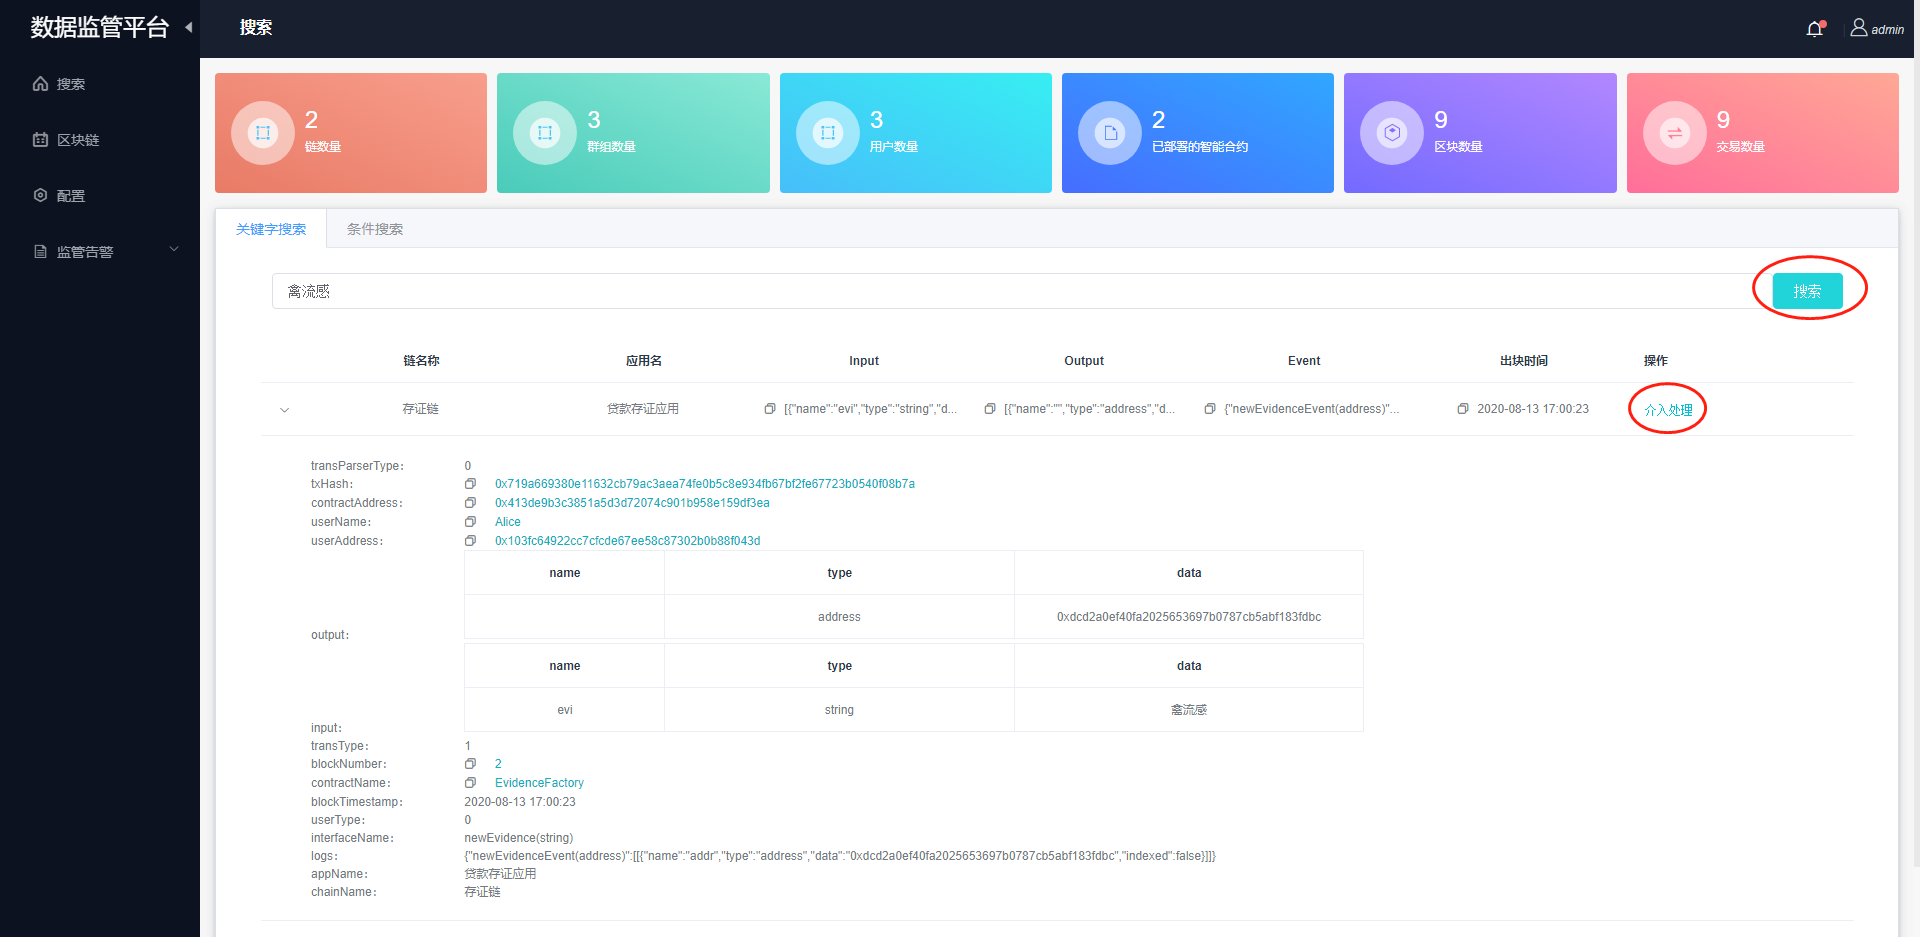 数据监管平台
搜索
admin
搜索
区块链
配置
监管告警
2
链数量
3
群组数量
3
用户数量
2
已部署的智能合约
9
区块数量
9
交易数量
关键字搜索 条件搜索
禽流感 搜索
链名称 应用名 Input Output Event 出块时间 操作
存证链 贷款存证应用 [{"name":"evi","type":"string","d... [{"name":"","type":"address","d... {"newEvidenceEvent(address)"... 2020-08-13 17:00:23 介入处理
transParserType: 0
txHash: 0x719a669380e11632cb79ac3aea74fe0b5c8e934fb67bf2fe67723b0540f08b7a
contractAddress: 0x413de9b3c3851a5d3d72074c901b958e159df3ea
userName: Alice
userAddress: 0x103fc64922cc7cfcde67ee58c87302b0b88f043d
name type data
address 0xdcd2a0ef40fa2025653697b0787cb5abf183fdbc
output:
name type data
evi string 禽流感
input:
transType: 1
blockNumber: 2
contractName: EvidenceFactory
blockTimestamp: 2020-08-13 17:00:23
userType: 0
interfaceName: newEvidence(string)
logs: {"newEvidenceEvent(address)":[[{"name":"addr","type":"address","data":"0xdcd2a0ef40fa2025653697b0787cb5abf183fdbc","indexed":false}]]}
appName: 贷款存证应用
chainName: 存证链